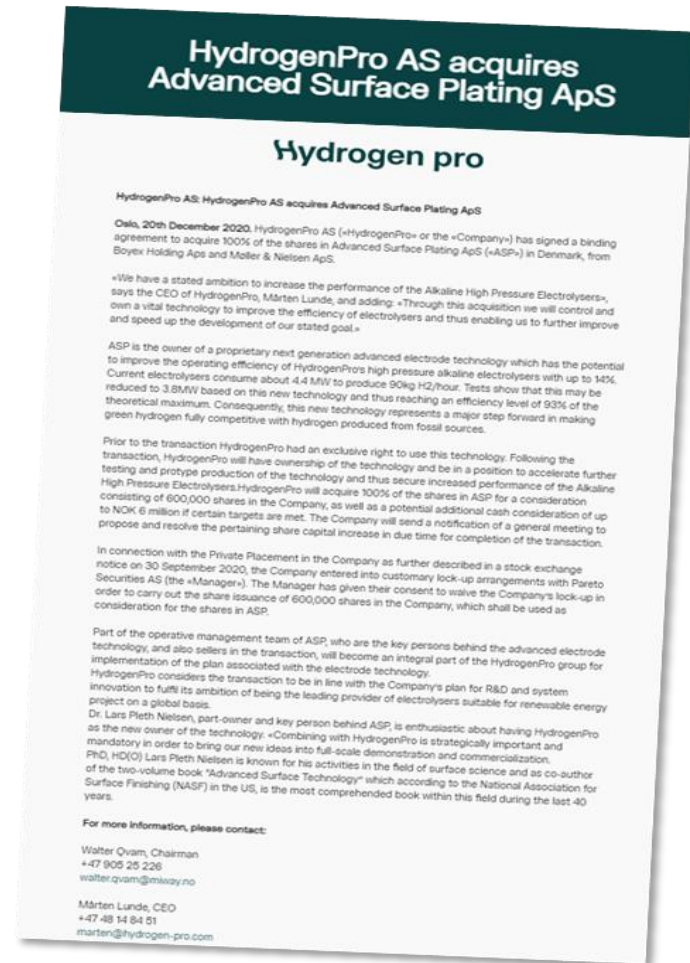 HydrogenPro AS acquires
Advanced Surface Plating ApS
Hydrogen pro
HydrogenPro AS: HydrogenPro AS acquires Advanced Surface Plating ApS
Oslo, 20th December 2020. HydrogenPro AS («HydrogenPro» or the «Company») has signed a binding
agreement to acquire 100% of the shares in Advanced Surface Plating ApS («ASP») in Denmark, from
Boyex Holding Aps and Møller & Nielsen ApS.
«We have a stated ambition to increase the performance of the Alkaline High Pressure Electrolysers»,
says the CEO of HydrogenPro, Mårten Lunde, and adding: «Through this acquisition we will control and
own a vital technology to improve the efficiency of electrolysers and thus enabling us to further improve
and speed up the development of our stated goal.»
ASP is the owner of a proprietary next generation advanced electrode technology which has the potential
to improve the operating efficiency of HydrogenPro's high pressure alkaline electrolysers with up to 14%.
Current electrolysers consume about 4.4 MW to produce 90kg H2/hour. Tests show that this may be
reduced to 3.8MW based on this new technology and thus reaching an efficiency level of 93% of the
theoretical maximum. Consequently, this new technology represents a major step forward in making
green hydrogen fully competitive with hydrogen produced from fossil sources.
Prior to the transaction HydrogenPro had an exclusive right to use this technology. Following the
transaction, HydrogenPro will have ownership of the technology and be in a position to accelerate further
testing and protype production of the technology and thus secure increased performance of the Alkaline
High Pressure Electrolysers.HydrogenPro will acquire 100% of the shares in ASP for a consideration
consisting of 600,000 shares in the Company, as well as a potential additional cash consideration of up
to NOK 6 million if certain targets are met. The Company will send a notification of a general meeting to
propose and resolve the pertaining share capital increase in due time for completion of the transaction.
In connection with the Private Placement in the Company as further described in a stock exchange
notice on 30 September 2020, the Company entered into customary lock-up arrangements with Pareto
Securities AS (the «Manager»). The Manager has given their consent to waive the Company's lock-up in
order to carry out the share issuance of 600,000 shares in the Company, which shall be used as
consideration for the shares in ASP.
Part of the operative management team of ASP, who are the key persons behind the advanced electrode
technology, and also sellers in the transaction, will become an integral part of the HydrogenPro group for
implementation of the plan associated with the electrode technology.
HydrogenPro considers the transaction to be in line with the Company's plan for R&D and system
innovation to fulfil its ambition of being the leading provider of electrolysers suitable for renewable energy
project on a global basis.
Dr. Lars Pleth Nielsen, part-owner and key person behind ASP, is enthusiastic about having HydrogenPro
as the new owner of the technology. «Combining with HydrogenPro is strategically important and
mandatory in order to bring our new ideas into full-scale demonstration and commercialization.
PhD, HD(O) Lars Pleth Nielsen is known for his activities in the field of surface science and as co-author
of the two-volume book "Advanced Surface Technology" which according to the National Association for
Surface Finishing (NASF) in the US, is the most comprehended book within this field during the last 40
years.
For more information, please contact:
Walter Qvam, Chairman
+47 905 25 226
walter.qvam@miway.no
Mårten Lunde, CEO
+47 48 14 84 51
marten@hydrogen-pro.com